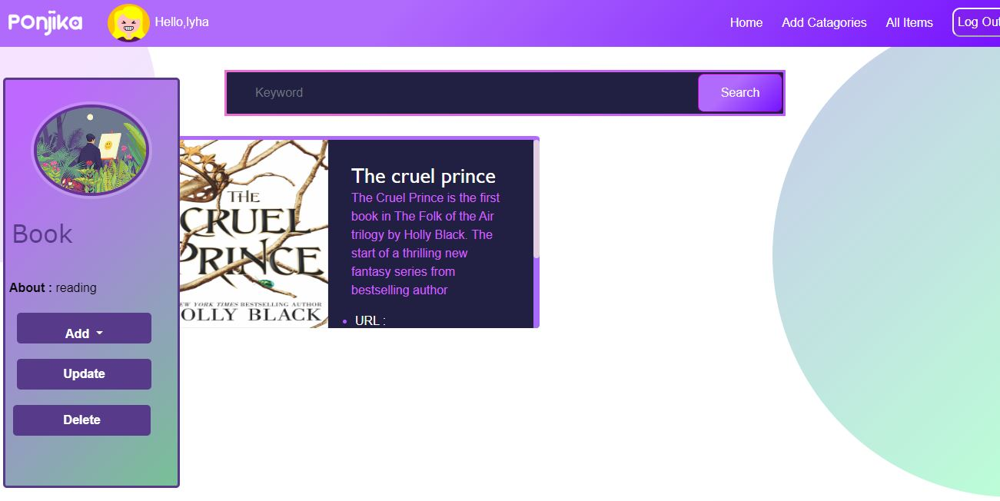 Ponjika
Hello,lyha
Home
Add Catagories
All Items
Log Out
Keyword
Search
Book
About : reading
Add
Update
Delete
THE
CRUEL
PRINCE
NEW YORK TIMES BESTSELLING AUTHOR
OLLY BLACK
The cruel prince
The Cruel Prince is the first
book in The Folk of the Air
trilogy by Holly Black. The
start of a thrilling new
fantasy series from
bestselling author
URL :